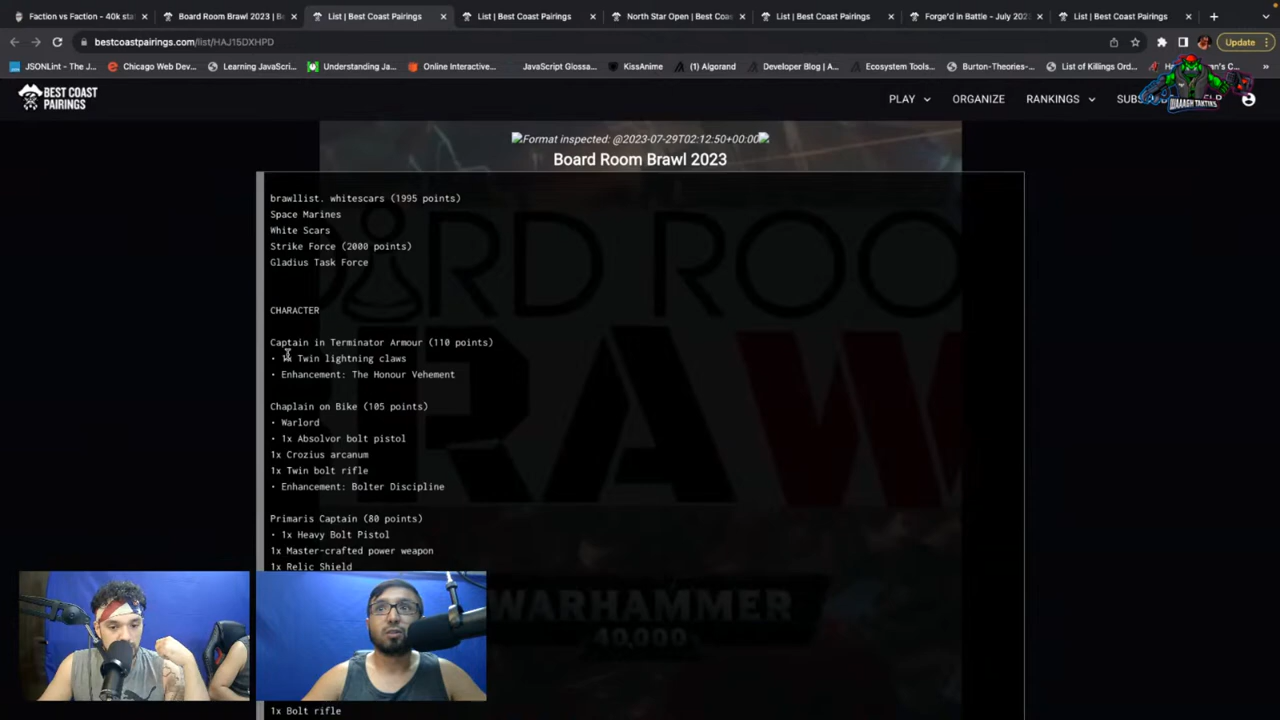 Faction vs Faction - 40k sta
Board Room Brawl 2023 | B
List | Best Coast Pairings
List | Best Coast Pairings
North Star Open | Best Coa
List | Best Coast Pairings
Forge'd in Battle - July 202
List | Best Coast Pairings
bestcoastpairings.com/list/HAJ15DXHPD
Update
JSONLint - The J...
Chicago Web Dev...
Learning JavaScri...
Understanding Ja...
Online Interactive...
JavaScript Glossa...
KissAnime
(1) Algorand
Developer Blog | A...
Ecosystem Tools...
Burton-Theories-...
List of Killings Ord...
BEST COAST
PAIRINGS
PLAY
ORGANIZE
RANKINGS
WAAAGH TAKTIKS
Format inspected: @2023-07-29T02:12:50+00:00
Board Room Brawl 2023
brawllist. whitescars (1995 points)
Space Marines
White Scars
Strike Force (2000 points)
Gladius Task Force
CHARACTER
Captain in Terminator Armour (110 points)
• 1x Twin lightning claws
• Enhancement: The Honour Vehement
Chaplain on Bike (105 points)
• Warlord
• 1x Absolvor bolt pistol
1x Crozius arcanum
1x Twin bolt rifle
• Enhancement: Bolter Discipline
Primaris Captain (80 points)
• 1x Heavy Bolt Pistol
1x Master-crafted power weapon
1x Relic Shield
1x Bolt rifle
WARHAMMER
40,000